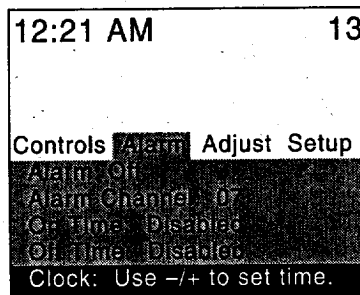 12:21 AM 13
Controls Alarm Adjust Setup
Alarm: Off
Alarm Channel: 07
On Time: Disabled
Off Time: Disabled
Clock: Use –/+ to set time.